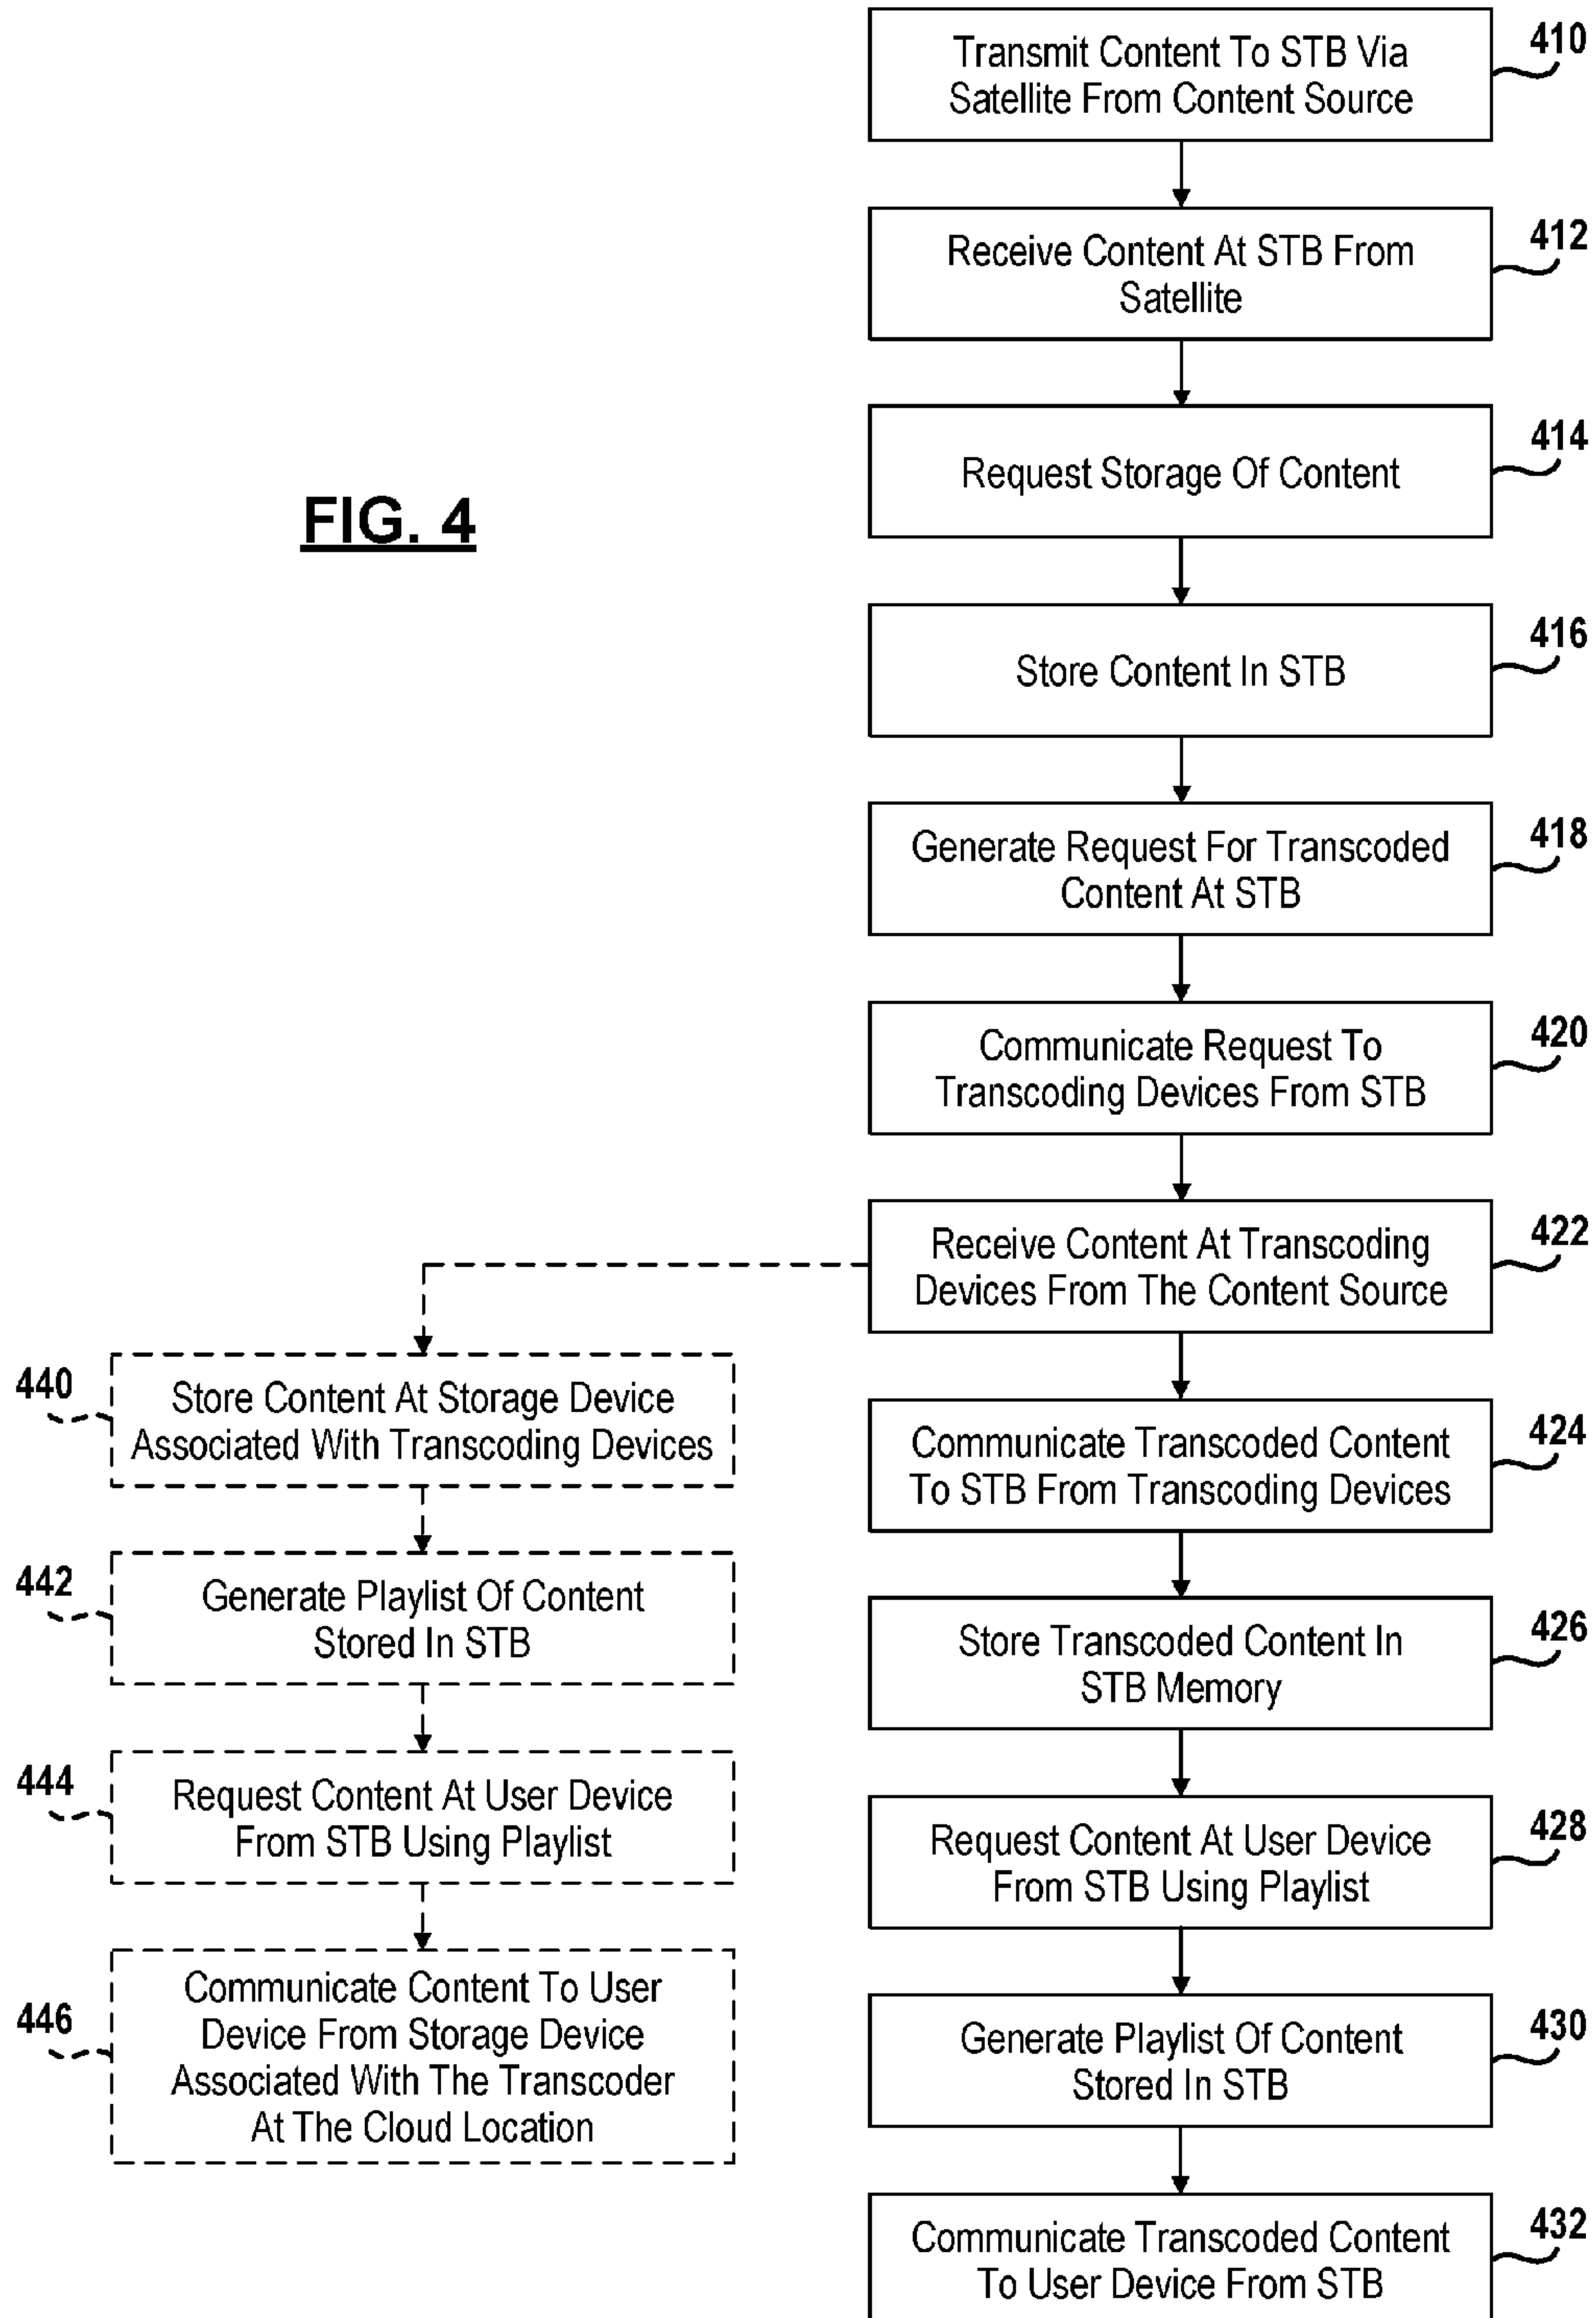 Transmit Content To STB Via
Satellite From Content Source
410
Receive Content At STB From
Satellite
412
Request Storage Of Content
414
FIG. 4
Store Content In STB
416
Generate Request For Transcoded
Content At STB
418
Communicate Request To
Transcoding Devices From STB
420
Receive Content At Transcoding
Devices From The Content Source
422
440
Store Content At Storage Device
Associated With Transcoding Devices
Communicate Transcoded Content
To STB From Transcoding Devices
424
442
Generate Playlist Of Content
Stored In STB
Store Transcoded Content In
STB Memory
426
444
Request Content At User Device
From STB Using Playlist
Request Content At User Device
From STB Using Playlist
428
446
Communicate Content To User
Device From Storage Device
Associated With The Transcoder
At The Cloud Location
Generate Playlist Of Content
Stored In STB
430
Communicate Transcoded Content
To User Device From STB
432